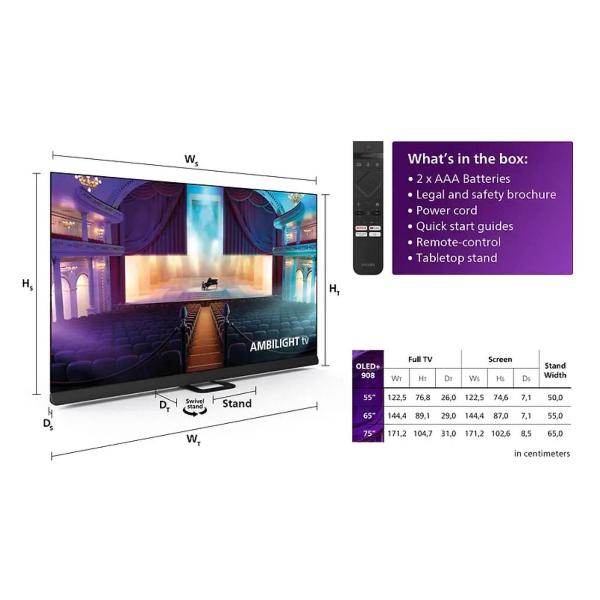 Ws
Hs
HT
AMBILIGHT tv
DT
Swivel
stand
Stand
Ds
WT
What's in the box:
• 2 x AAA Batteries
• Legal and safety brochure
• Power cord
• Quick start guides
• Remote-control
• Tabletop stand
OLED+ 908 Full TV Screen Stand Width
WT HT DT Ws Hs Ds
55" 122,5 76,8 26,0 122,5 74,6 7,1 50,0
65" 144,4 89,1 29,0 144,4 87,0 7,1 55,0
75" 171,2 104,7 31,0 171,2 102,6 8,5 65,0
in centimeters